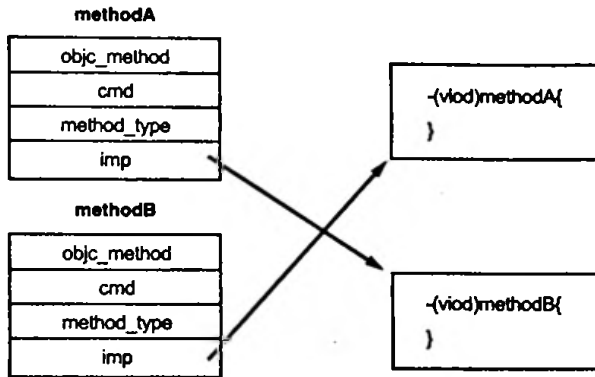 methodA
objc_method
cmd
method_type
imp
methodB
objc_method
cmd
method_type
imp
-(viod)methodA{
}
-(viod)methodB{
}